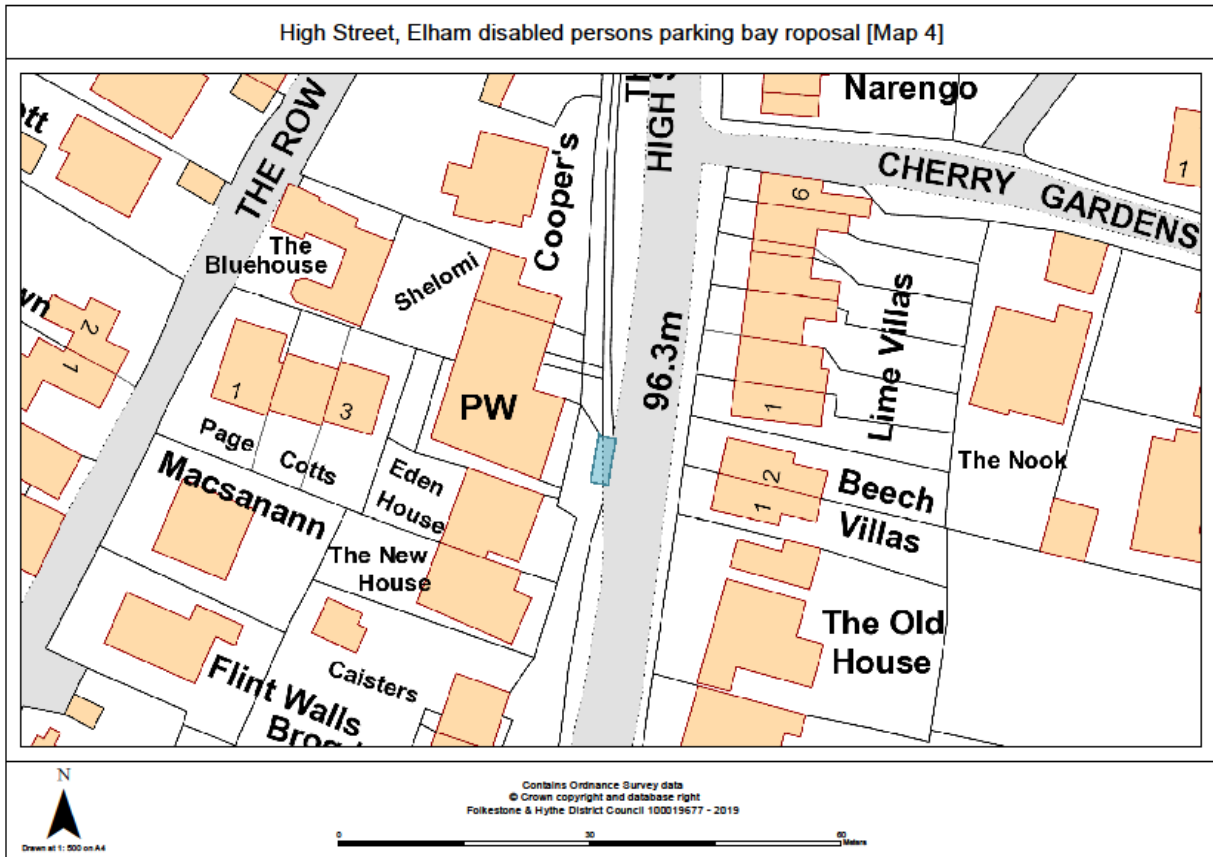 High Street, Elham disabled persons parking bay roposal [Map 4]
Narengo
HIGH S
CHERRY GARDENS
THE ROW
Cooper's
The
Bluehouse
Shelomi
1
6
2
1
96.3m
Lime Villas
1
PW
1
3
Page
Cotts
Macsanann
Eden
House
The Nook
2
1
Beech
Villas
The New
House
The Old
House
Flint Walls
Caisters
N
Drawn at 1: 500 on A4
Contains Ordnance Survey data
© Crown copyright and database right
Folkestone & Hythe District Council 100019677 - 2019
0 30 60
Meters